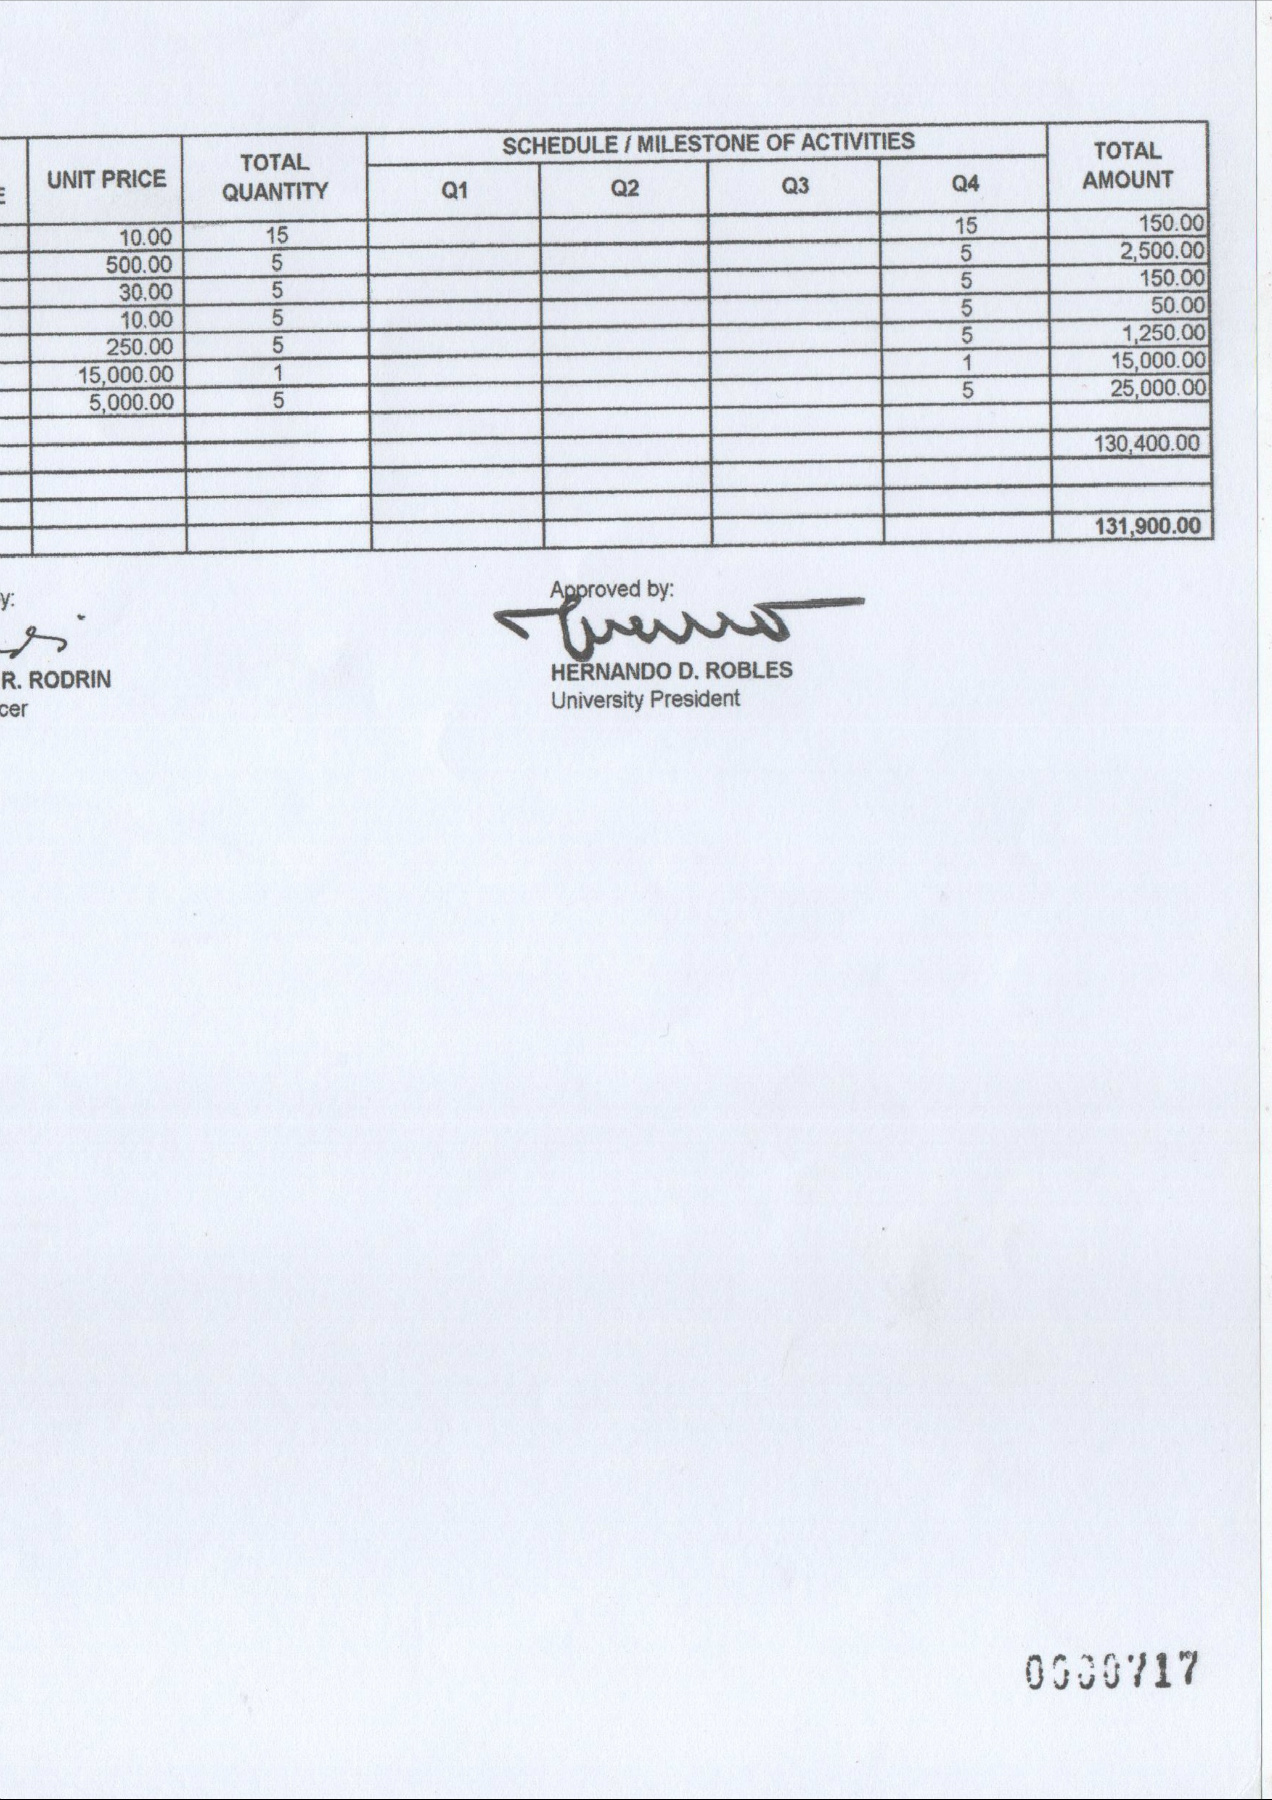 SCHEDULE / MILESTONE OF ACTIVITIES
E UNIT PRICE TOTAL QUANTITY Q1 Q2 Q3 Q4 TOTAL AMOUNT
10.00 15 15 150.00
500.00 5 5 2,500.00
30.00 5 5 150.00
10.00 5 5 50.00
250.00 5 5 1,250.00
15,000.00 1 1 15,000.00
5,000.00 5 5 25,000.00
130,400.00
131,900.00
y: Approved by:
R. RODRIN HERNANDO D. ROBLES
cer University President
0000717